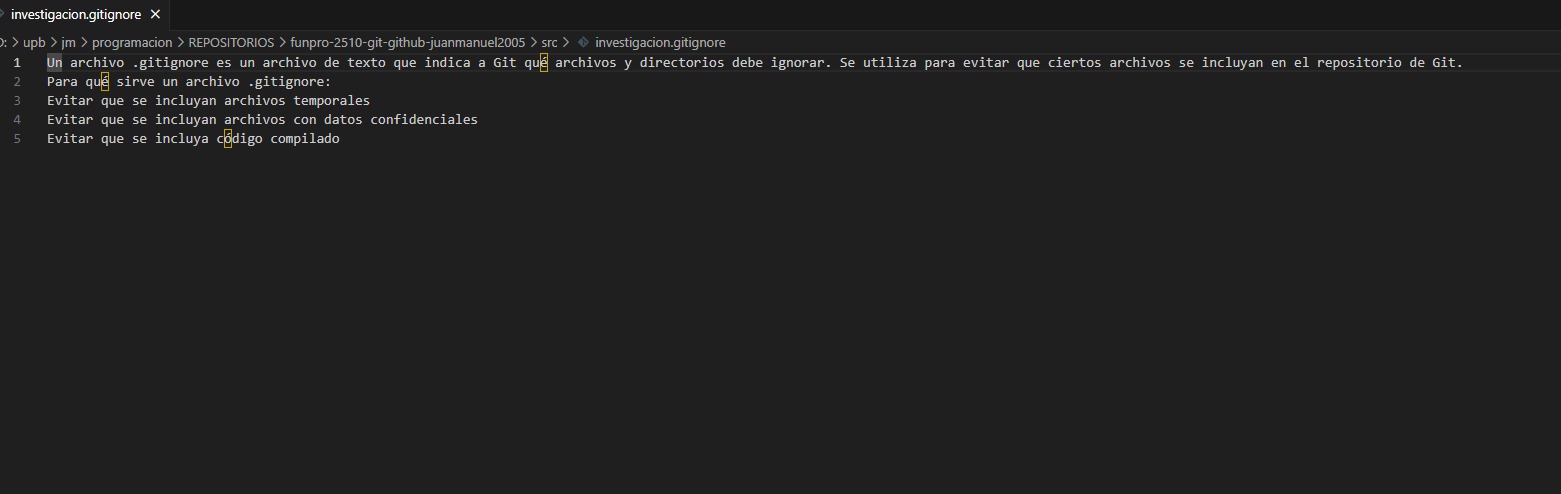 investigacion.gitignore
D: > upb > jm > programacion > REPOSITORIOS > funpro-2510-git-github-juanmanuel2005 > src > investigacion.gitignore
1 Un archivo .gitignore es un archivo de texto que indica a Git qué archivos y directorios debe ignorar. Se utiliza para evitar que ciertos archivos se incluyan en el repositorio de Git.
2 Para qué sirve un archivo .gitignore:
3 Evitar que se incluyan archivos temporales
4 Evitar que se incluyan archivos con datos confidenciales
5 Evitar que se incluya código compilado